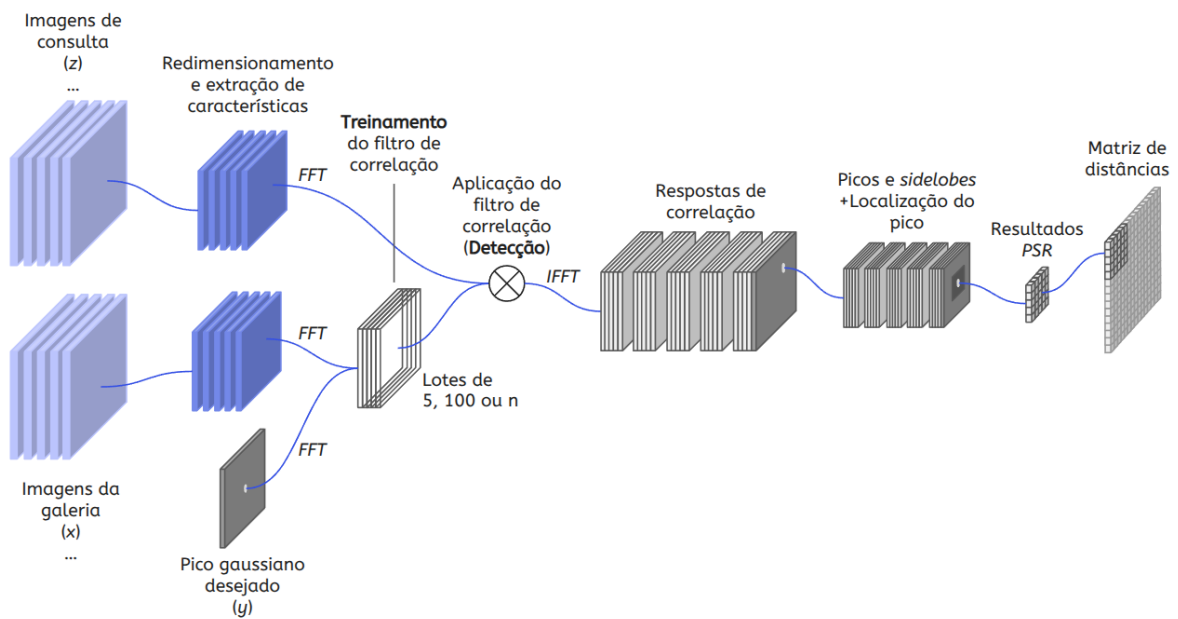 Imagens de
consulta
(z)
...
Redimensionamento
e extração de
características
FFT
Treinamento
do filtro de
correlação
Aplicação do
filtro de
correlação
(Detecção)
IFFT
Respostas de
correlação
Picos e sidelobes
+Localização do
pico
Resultados
PSR
Matriz de
distâncias
FFT
Lotes de
5, 100 ou n
FFT
Imagens da
galeria
(x)
...
Pico gaussiano
desejado
(y)